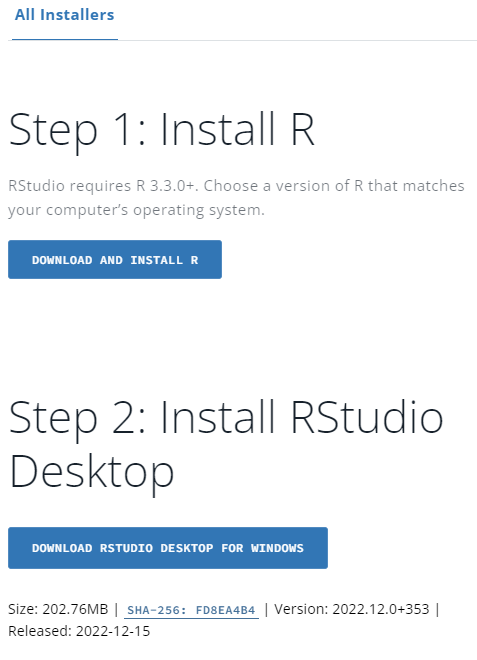 All Installers
Step 1: Install R
RStudio requires R 3.3.0+. Choose a version of R that matches
your computer's operating system.
DOWNLOAD AND INSTALL R
Step 2: Install RStudio
Desktop
DOWNLOAD RSTUDIO DESKTOP FOR WINDOWS
Size: 202.76MB | SHA-256: FD8EA4B4 | Version: 2022.12.0+353 |
Released: 2022-12-15